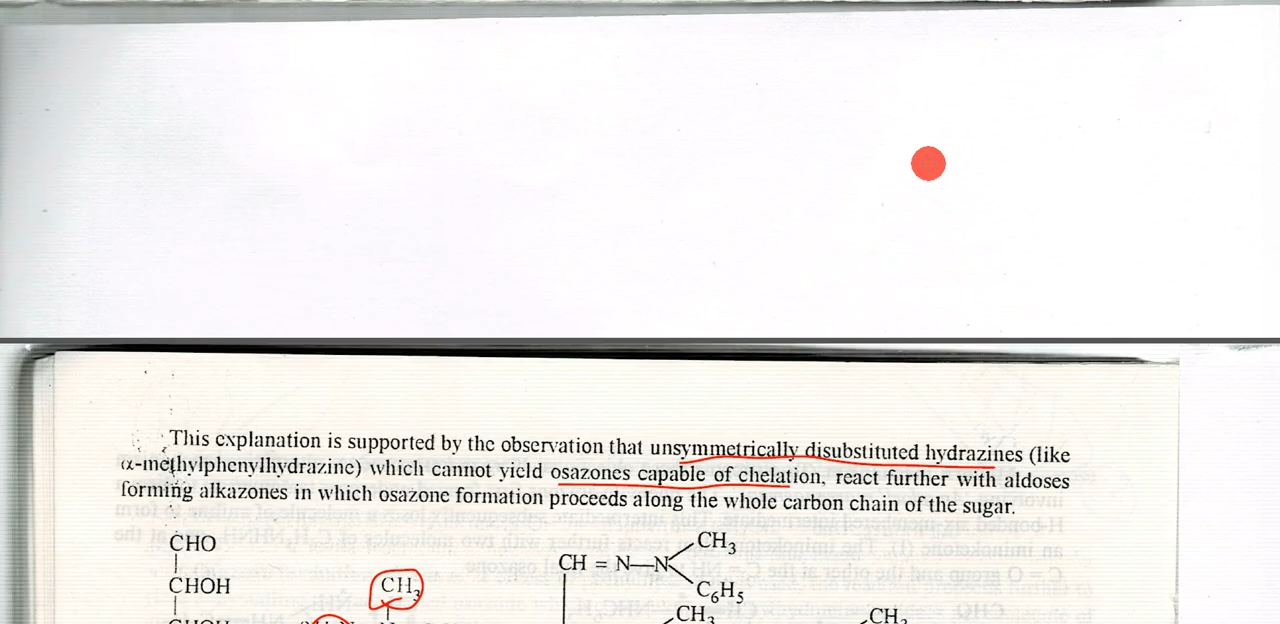 This explanation is supported by the observation that unsymmetrically disubstituted hydrazines (like
α-methylphenylhydrazine) which cannot yield osazones capable of chelation, react further with aldoses
forming alkazones in which osazone formation proceeds along the whole carbon chain of the sugar.
CHO
CHOH
CH3
CH = N—N
CH3
C6H5
CH3
CH3